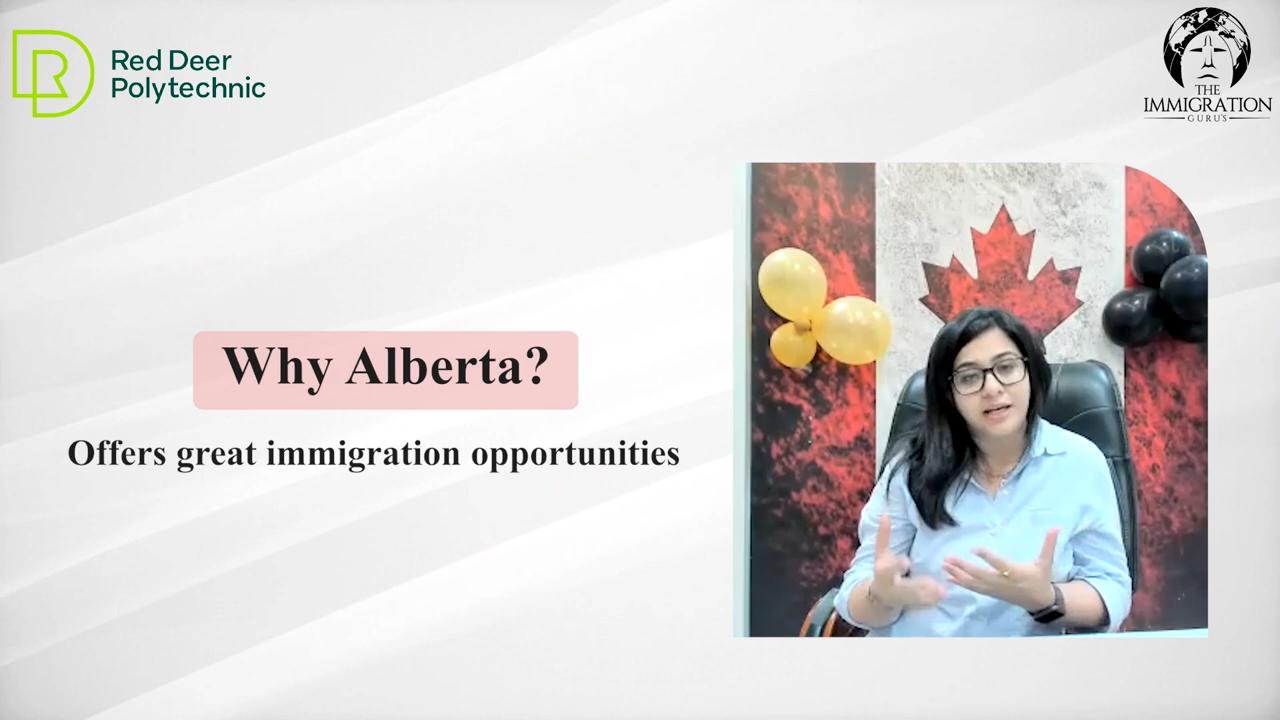 Red Deer
Polytechnic
THE
IMMIGRATION
GURU'S
Why Alberta?
Offers great immigration opportunities